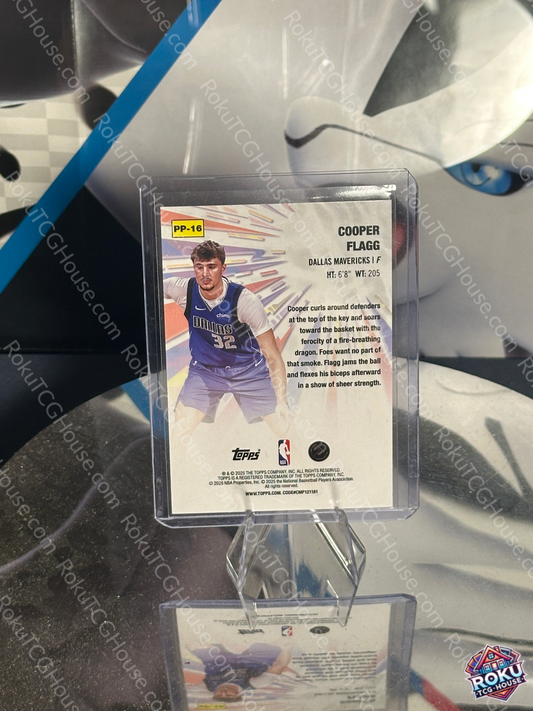 PP-16
COOPER
FLAGG
DALLAS MAVERICKS | F
HT: 6'8" WT: 205
Cooper curls around defenders
at the top of the key and soars
toward the basket with the
ferocity of a fire-breathing
dragon. Foes want no part of
that smoke. Flagg jams the ball
and flexes his biceps afterward
in a show of sheer strength.
DALLAS
32
Topps
NBA
® & © 2025 THE TOPPS COMPANY, INC. ALL RIGHTS RESERVED.
TOPPS IS A REGISTERED TRADEMARK OF THE TOPPS COMPANY, INC.
© 2025 NBA Properties, Inc. © 2025 the National Basketball Players Association.
All rights reserved.
WWW.TOPPS.COM. CODE#CMP121181
RokuTCGHouse.com
ROKU
TCG-HOUSE